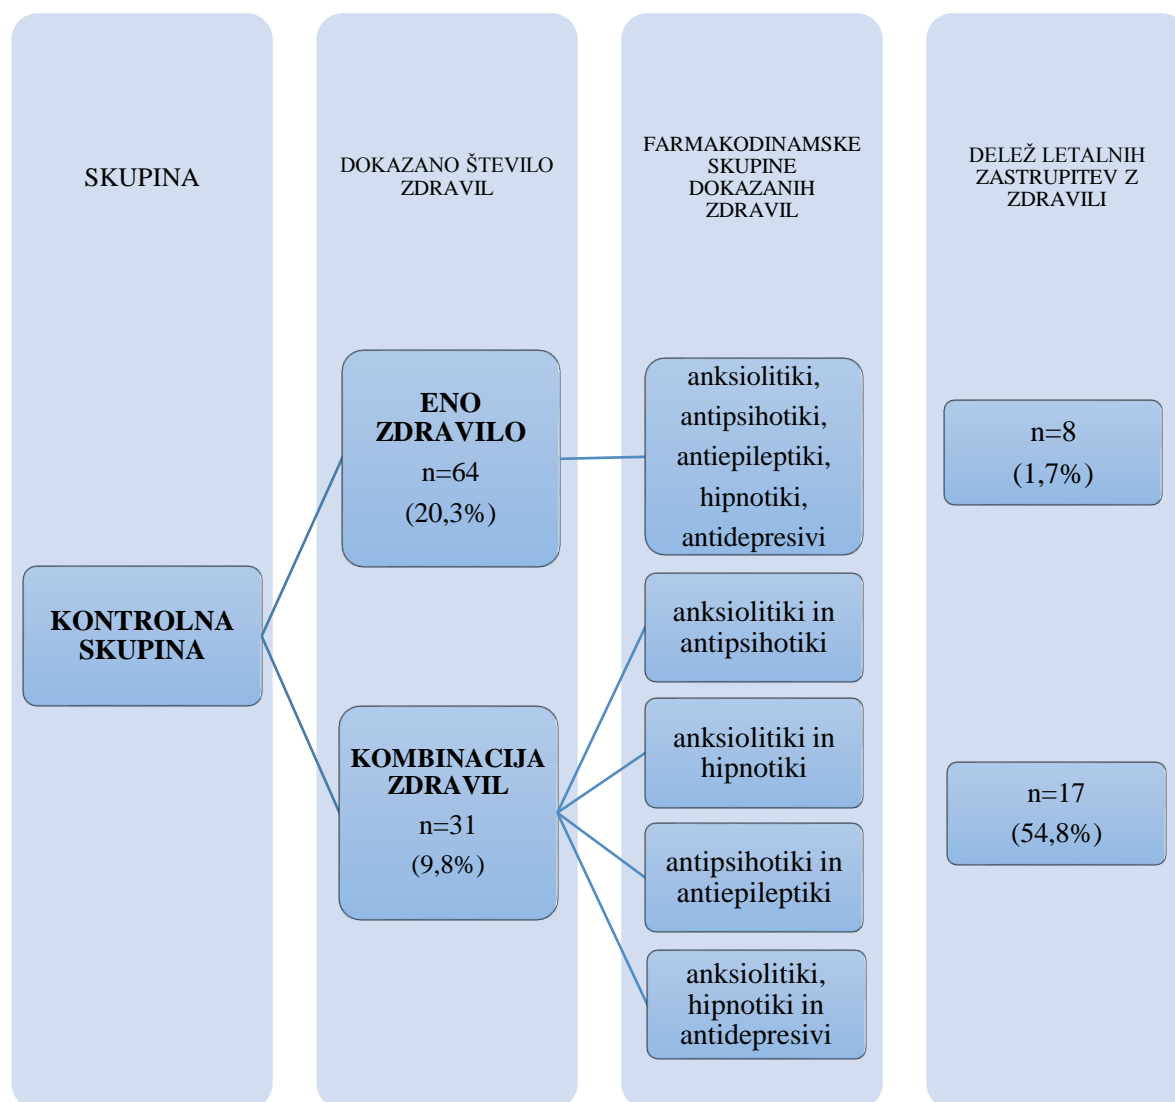 SKUPINA
DOKAZANO ŠTEVILO
ZDRAVIL
FARMAKODINAMSKE
SKUPINE
DOKAZANIH
ZDRAVIL
DELEŽ LETALNIH
ZASTRUPITEV Z
ZDRAVILI
KONTROLNA
SKUPINA
ENO
ZDRAVILO
n=64
(20,3%)
anksiolitiki,
antipsihotiki,
antiepileptiki,
hipnotiki,
antidepresivi
n=8
(1,7%)
KOMBINACIJA
ZDRAVIL
n=31
(9,8%)
anksiolitiki in
antipsihotiki
anksiolitiki in
hipnotiki
antipsihotiki in
antiepileptiki
anksiolitiki,
hipnotiki in
antidepresivi
n=17
(54,8%)